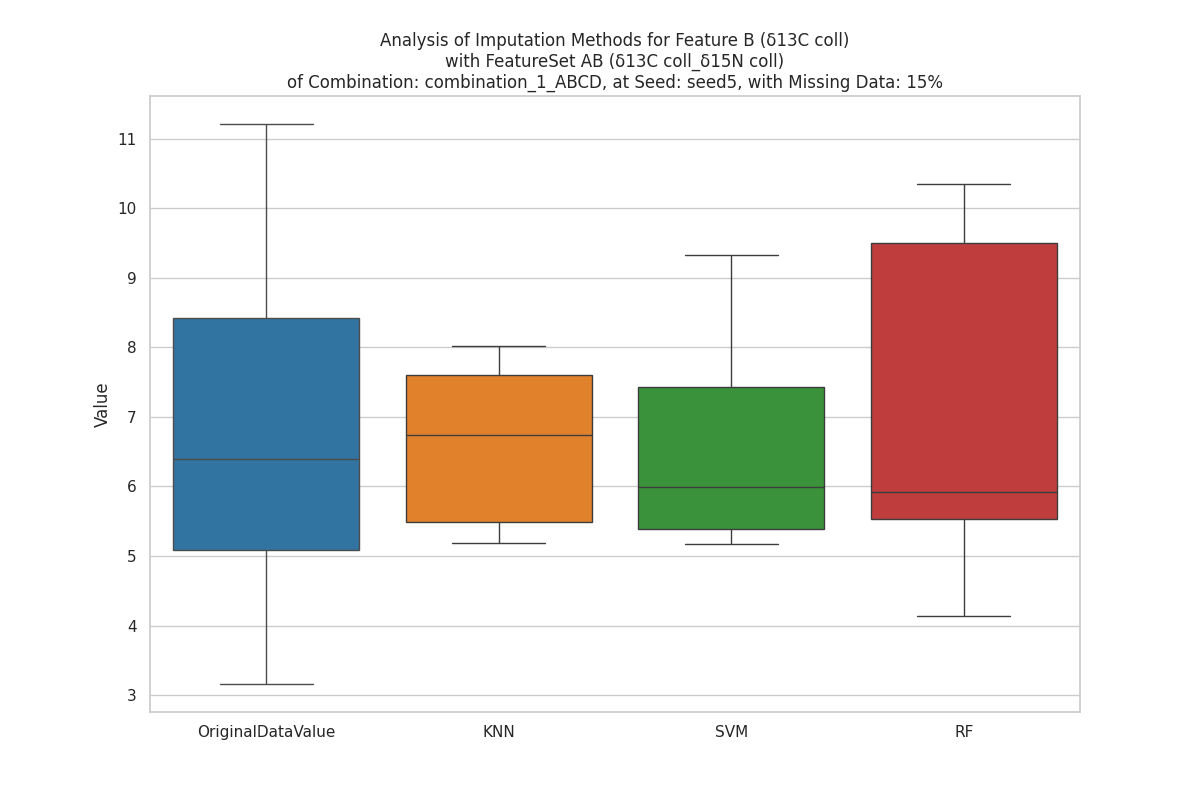 Analysis of Imputation Methods for Feature B (δ13C coll)
with FeatureSet AB (δ13C coll_δ15N coll)
of Combination: combination_1_ABCD, at Seed: seed5, with Missing Data: 15%
11
10
9
8
7
6
5
4
3
Value
OriginalDataValue
KNN
SVM
RF